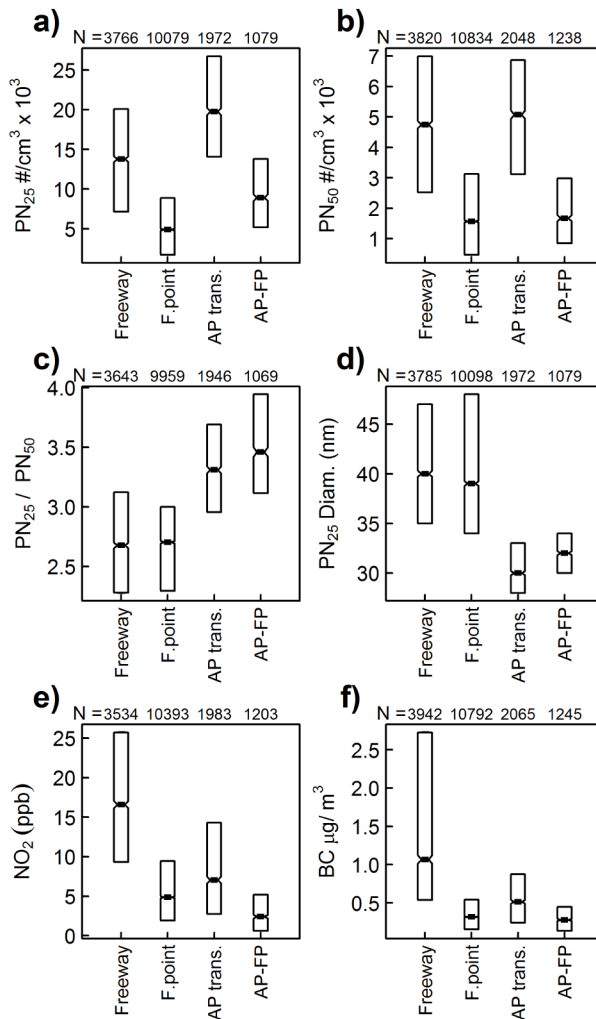 a)
N = 3766 10079 1972 1079
PN25 #/cm³ x 10³
25
20
15
10
5
Freeway F.point AP trans. AP-FP
b)
N = 3820 10834 2048 1238
PN50 #/cm³ x 10³
7
6
5
4
3
2
1
Freeway F.point AP trans. AP-FP
c)
N = 3643 9959 1946 1069
PN25 / PN50
4.0
3.5
3.0
2.5
Freeway F.point AP trans. AP-FP
d)
N = 3785 10098 1972 1079
PN25 Diam. (nm)
45
40
35
30
Freeway F.point AP trans. AP-FP
e)
N = 3534 10393 1983 1203
NO2 (ppb)
25
20
15
10
5
0
Freeway F.point AP trans. AP-FP
f)
N = 3942 10792 2065 1245
BC μg/ m³
2.5
2.0
1.5
1.0
0.5
Freeway F.point AP trans. AP-FP